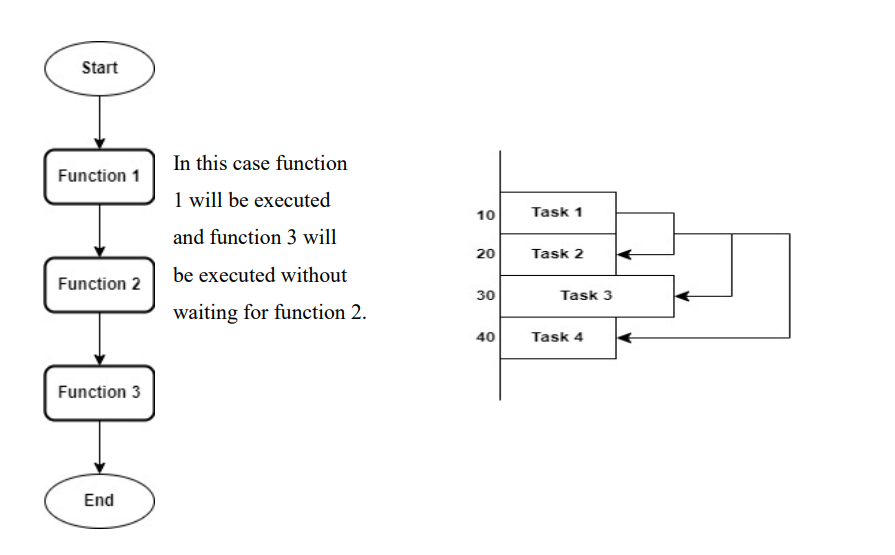 Start
Function 1
In this case function
1 will be executed
and function 3 will
be executed without
waiting for function 2.
Function 2
Function 3
End
10 Task 1
20 Task 2
30 Task 3
40 Task 4